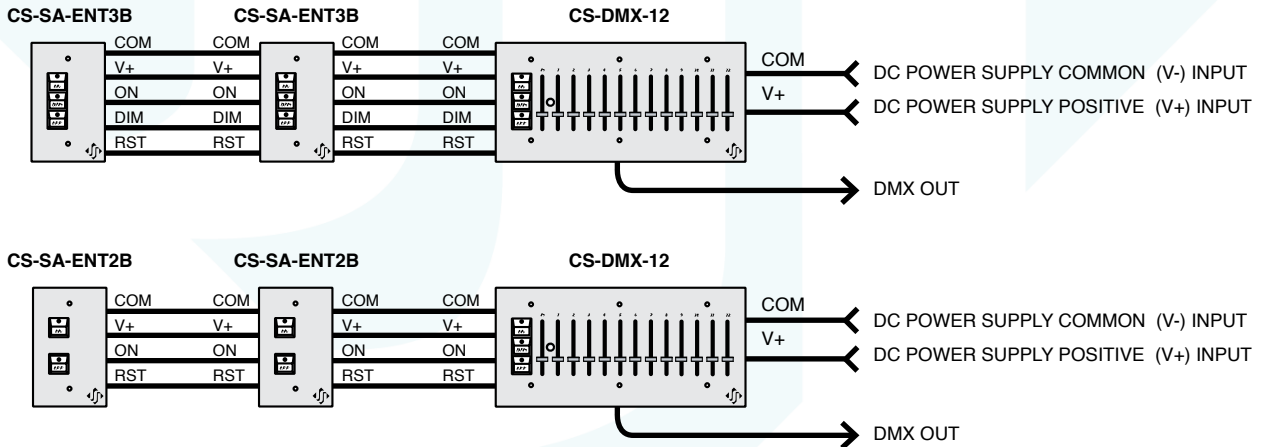 CS-SA-ENT3B CS-SA-ENT3B CS-DMX-12
COM COM COM COM COM
V+ V+ V+ V+ V+
ON ON ON ON
DIM DIM DIM DIM
RST RST RST RST
DC POWER SUPPLY COMMON (V-) INPUT
DC POWER SUPPLY POSITIVE (V+) INPUT
DMX OUT
CS-SA-ENT2B CS-SA-ENT2B CS-DMX-12
COM COM COM COM COM
V+ V+ V+ V+ V+
ON ON ON ON
RST RST RST RST
DC POWER SUPPLY COMMON (V-) INPUT
DC POWER SUPPLY POSITIVE (V+) INPUT
DMX OUT